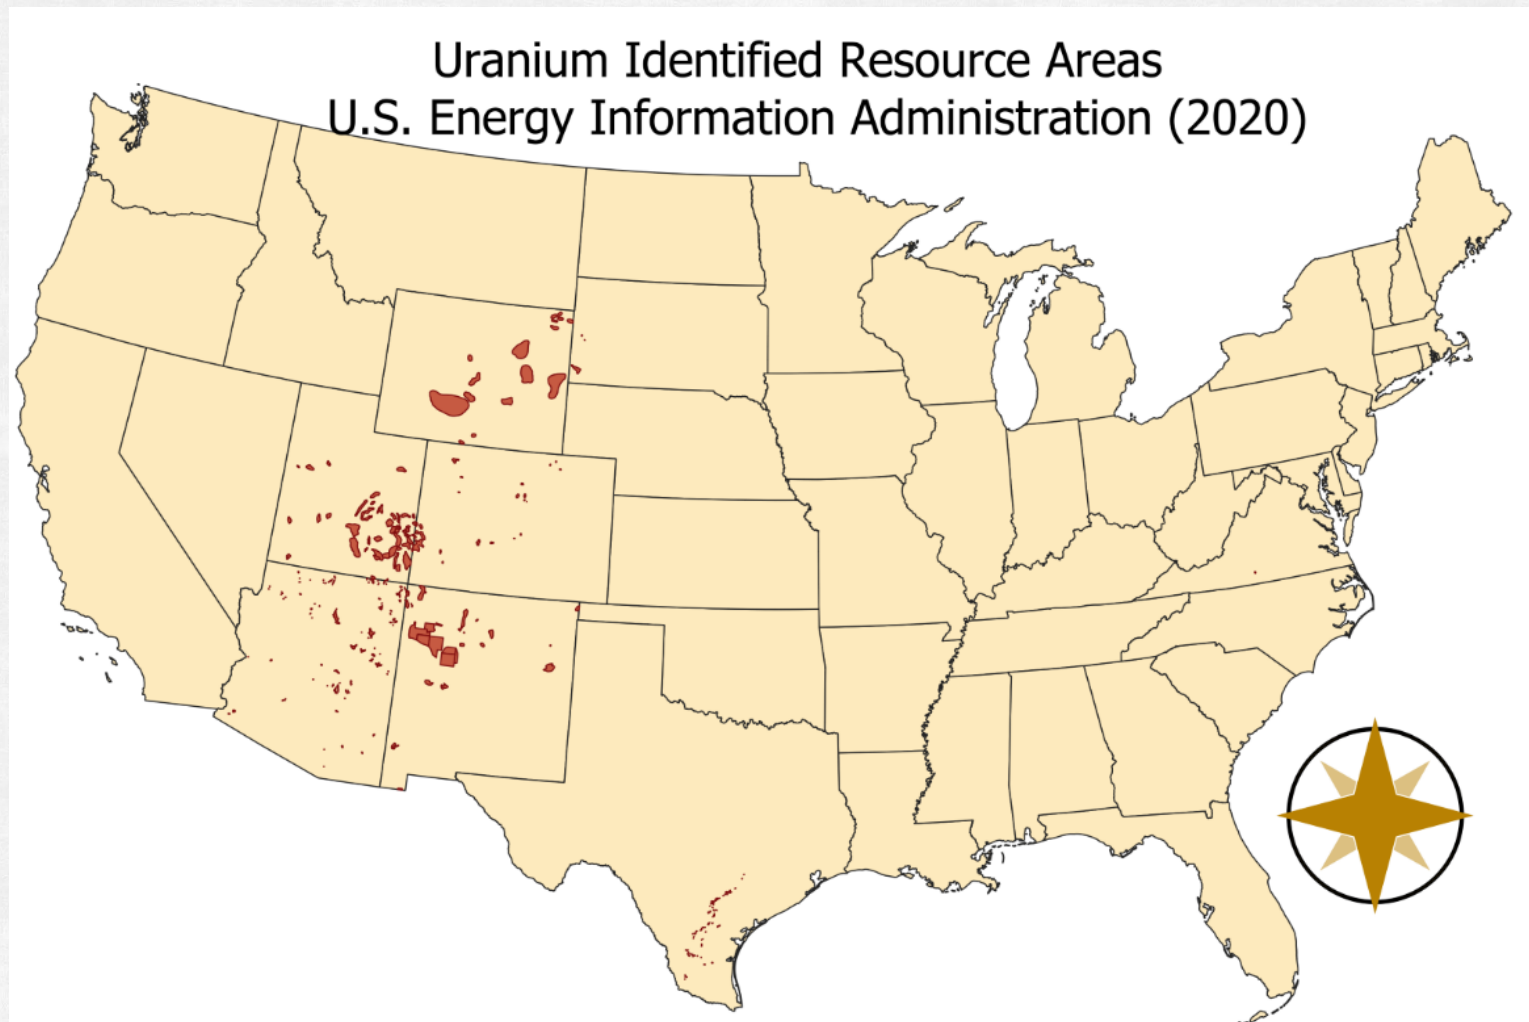 Uranium Identified Resource Areas
U.S. Energy Information Administration (2020)